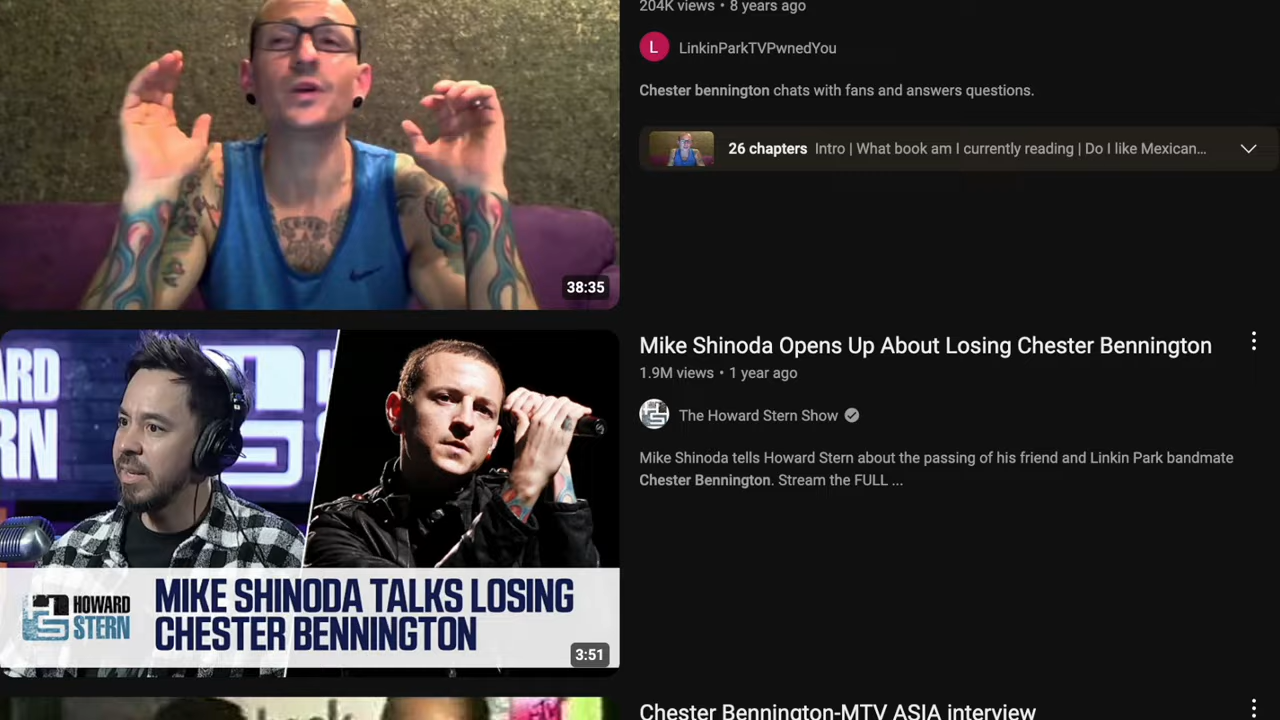 204K views • 8 years ago
L
LinkinParkTVPwnedYou
Chester bennington chats with fans and answers questions.
26 chapters Intro | What book am I currently reading | Do I like Mexican...
38:35
Mike Shinoda Opens Up About Losing Chester Bennington
1.9M views • 1 year ago
The Howard Stern Show
Mike Shinoda tells Howard Stern about the passing of his friend and Linkin Park bandmate
Chester Bennington. Stream the FULL ...
ARD
RN
HOWARD
STERN
MIKE SHINODA TALKS LOSING
CHESTER BENNINGTON
3:51
Chester Bennington-MTV ASIA interview